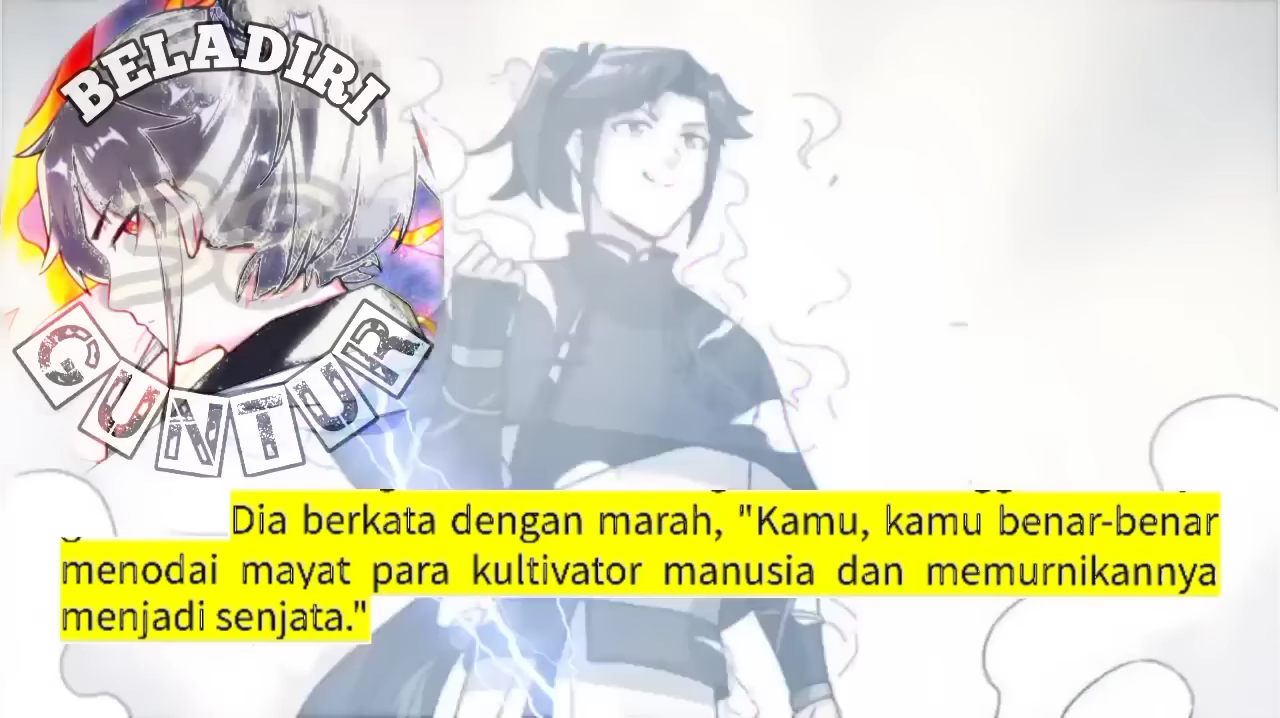 BELADIRI
GUNTUR
Dia berkata dengan marah, "Kamu, kamu benar-benar
menodai mayat para kultivator manusia dan memurnikannya
menjadi senjata."